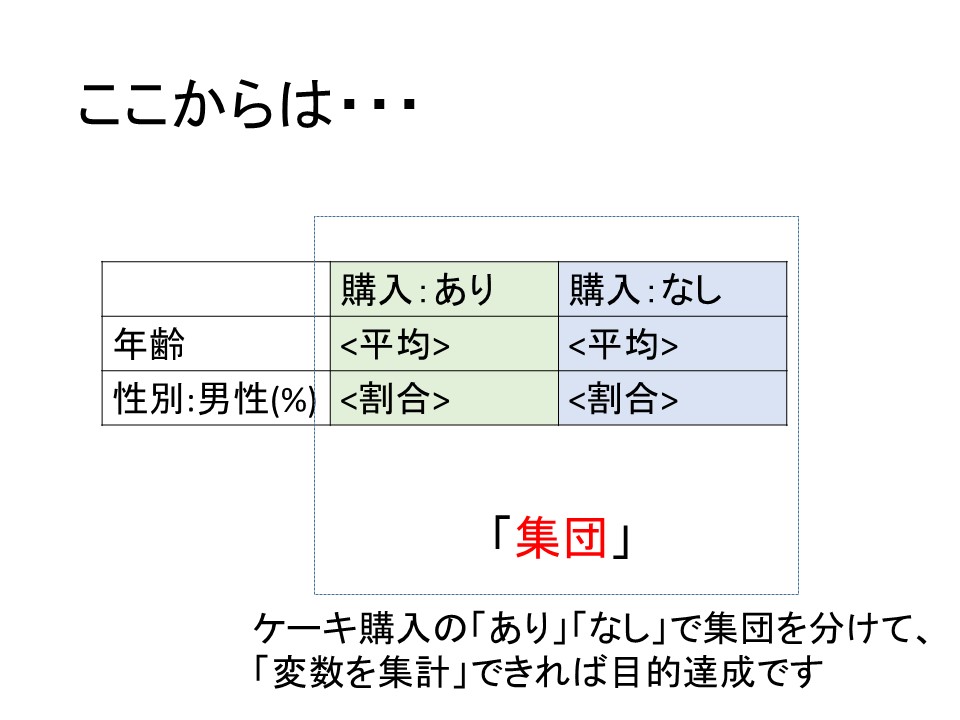 ここからは・・・
購入：あり 購入：なし
年齢 <平均> <平均>
性別:男性(%) <割合> <割合>
「集団」
ケーキ購入の「あり」「なし」で集団を分けて、
「変数を集計」できれば目的達成です